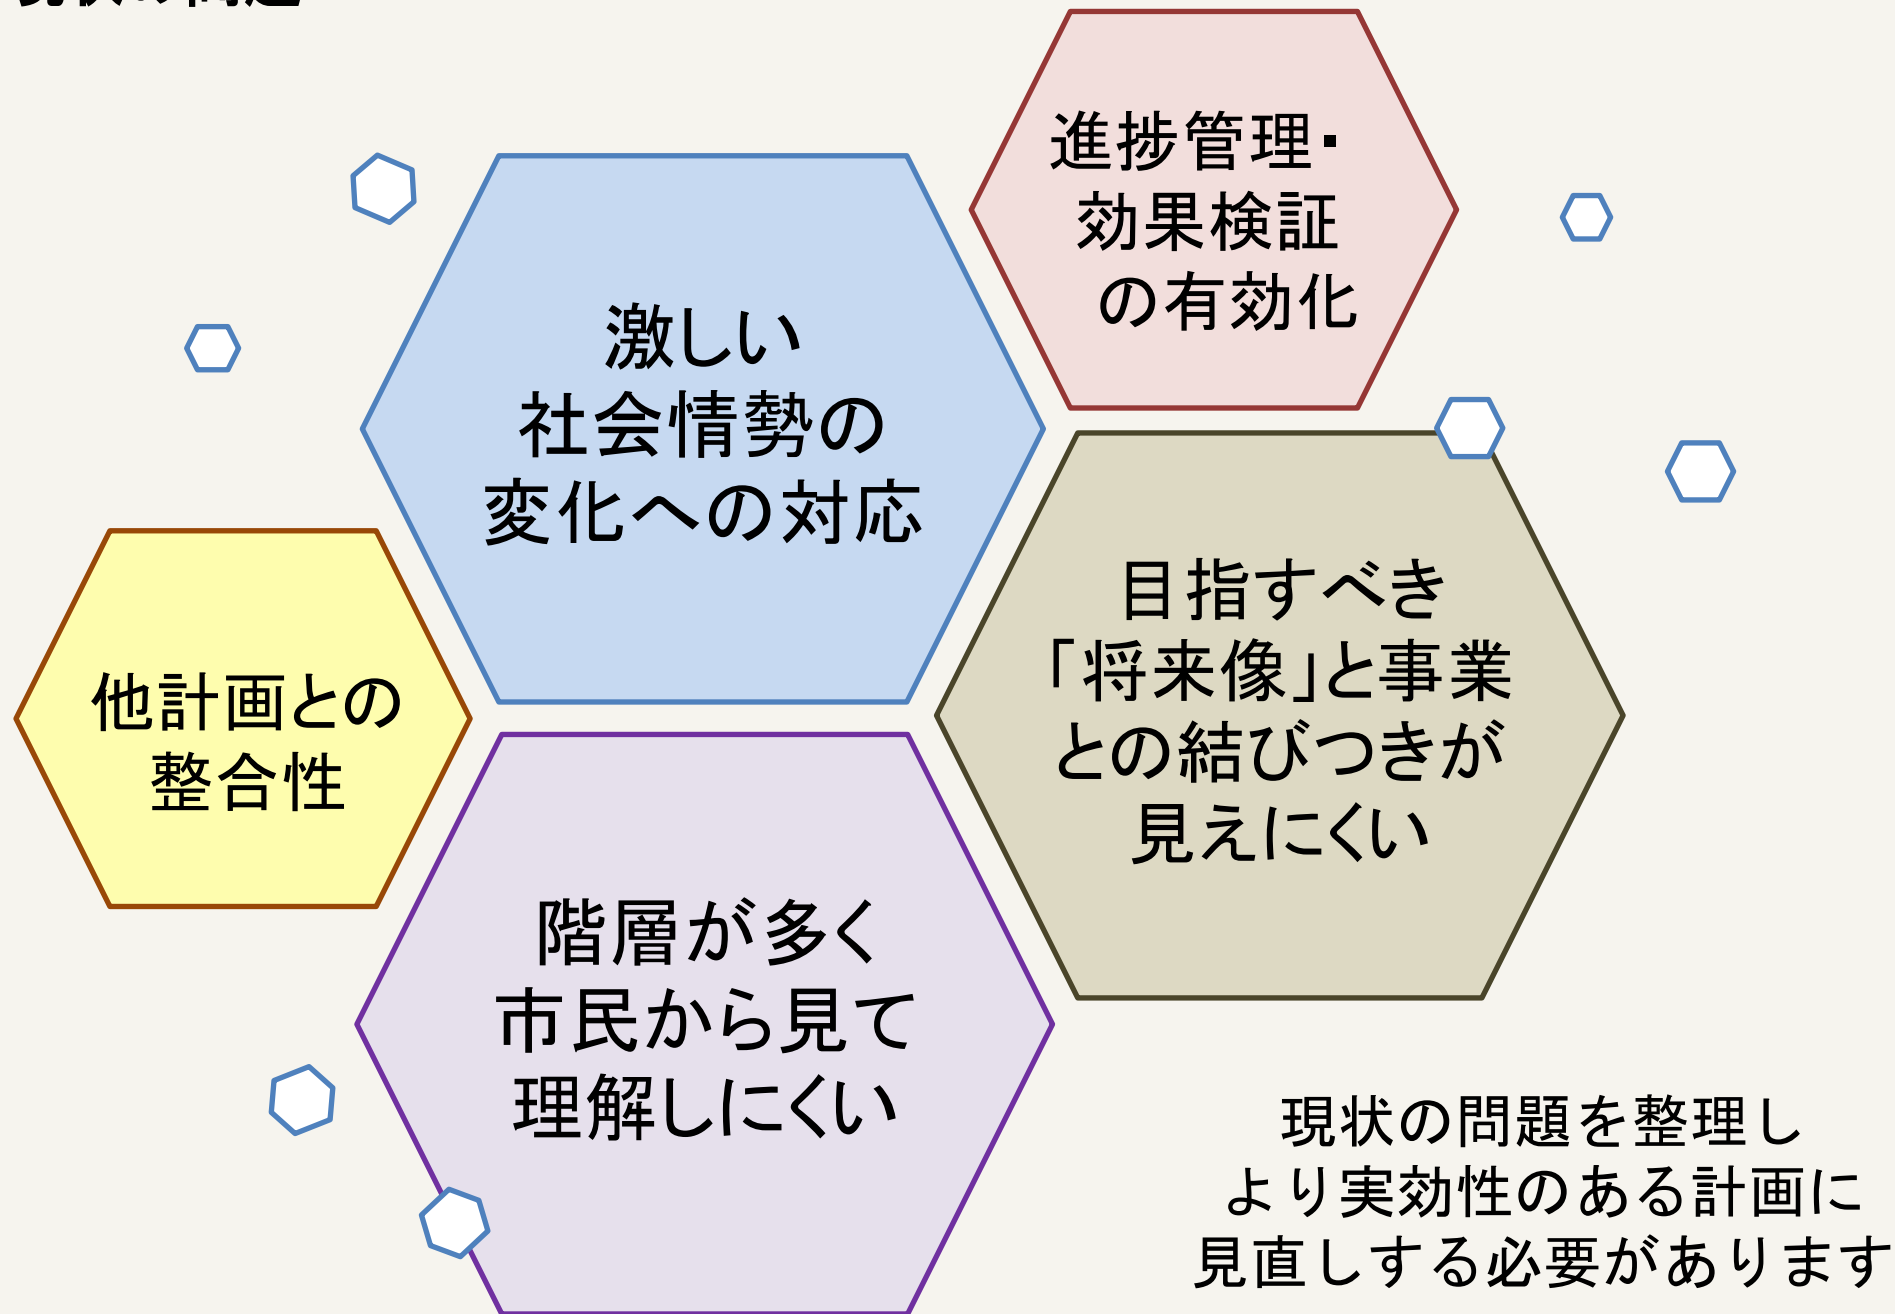 現状の問題
進捗管理・
効果検証
の有効化
激しい
社会情勢の
変化への対応
目指すべき
「将来像」と事業
との結びつきが
見えにくい
他計画との
整合性
階層が多く
市民から見て
理解しにくい
現状の問題を整理し
より実効性のある計画に
見直しする必要があります